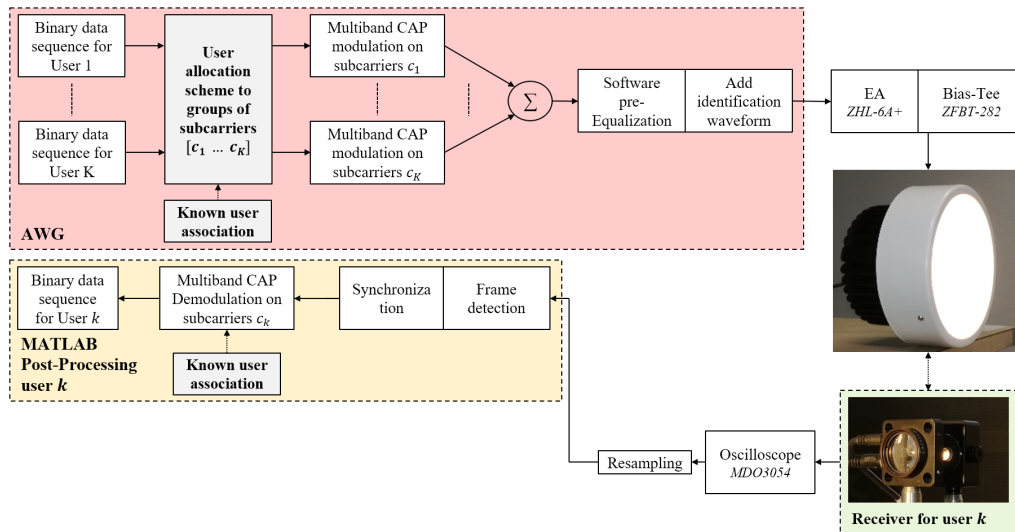 Binary data
sequence for
User 1
User
allocation
scheme to
groups of
subcarriers
[c₁ … c_K]
Multiband CAP
modulation on
subcarriers c₁
∑
Software
pre-
Equalization
Add
identification
waveform
EA
ZHL-6A+
Bias-Tee
ZFBT-282
Binary data
sequence for
User K
Multiband CAP
modulation on
subcarriers c_K
Known user
association
AWG
Binary data
sequence
for User k
Multiband CAP
Demodulation on
subcarriers c_k
Synchroniza
tion
Frame
detection
MATLAB
Post-Processing
user k
Known user
association
Resampling
Oscilloscope
MDO3054
Receiver for user k